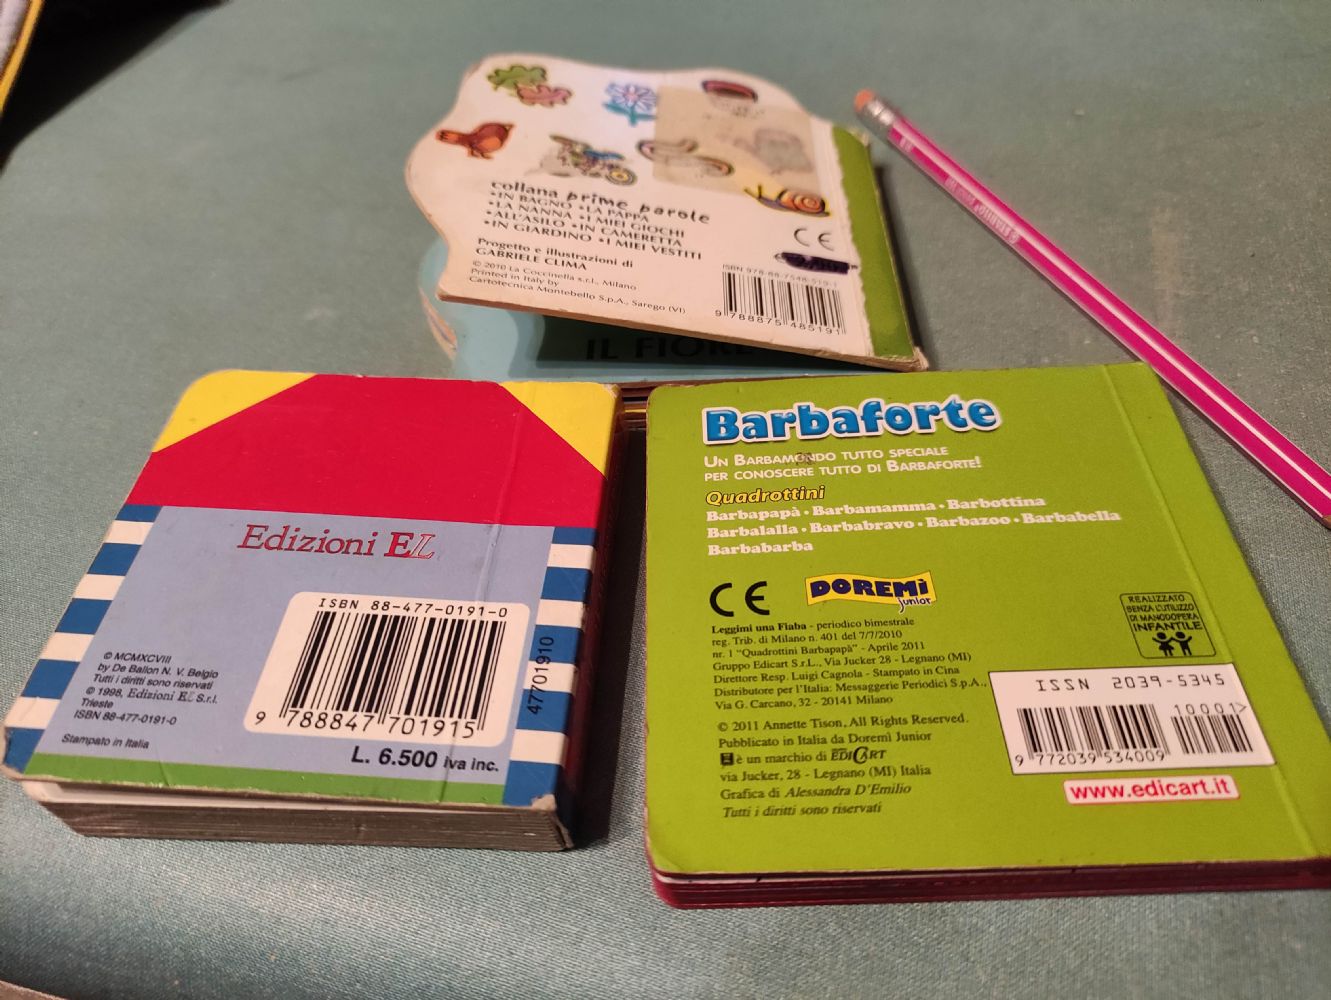 collana prime parole
•IN BAGNO •LA PAPPA
•LA NANNA •I MIEI GIOCHI
•ALL'ASILO •IN CAMERETTA
•IN GIARDINO •I MIEI VESTITI
Progetto e illustrazioni di
GABRIELE CLIMA
© 2010 La Coccinella s.r.l., Milano
Printed in Italy by
Cartotecnica Montebello S.p.A., Sarego (VI)
CE
ISBN 978-88-7548-519-1
9 788875 485191
IL FIORE
Edizioni EL
ISBN 88-477-0191-0
9 788847 701915
47701910
© MCMXCVIII
by De Ballon N. V. Belgio
Tutti i diritti sono riservati
© 1998, Edizioni EL S.r.l.
Trieste
ISBN 88-477-0191-0
Stampato in Italia
L. 6.500 iva inc.
Barbaforte
UN BARBAMONDO TUTTO SPECIALE
PER CONOSCERE TUTTO DI BARBAFORTE!
Quadrottini
Barbapapà • Barbamamma • Barbottina
Barbalalla • Barbabravo • Barbazoo • Barbabella
Barbabarba
CE
DOREMÌ
junior
Leggimi una Fiaba - periodico bimestrale
reg. Trib. di Milano n. 401 del 7/7/2010
nr. 1 "Quadrottini Barbapapà" - Aprile 2011
Gruppo Edicart S.r.L., Via Jucker 28 - Legnano (MI)
Direttore Resp. Luigi Cagnola - Stampato in Cina
Distributore per l'Italia: Messaggerie Periodici S.p.A.,
Via G. Carcano, 32 - 20141 Milano
© 2011 Annette Tison, All Rights Reserved.
Pubblicato in Italia da Doremì Junior
è un marchio di EDICART
via Jucker, 28 - Legnano (MI) Italia
Grafica di Alessandra D'Emilio
Tutti i diritti sono riservati
REALIZZATO
SENZA L'UTILIZZO
DI MANODOPERA
INFANTILE
ISSN 2039-5345
10001>
9 772039 534009
www.edicart.it